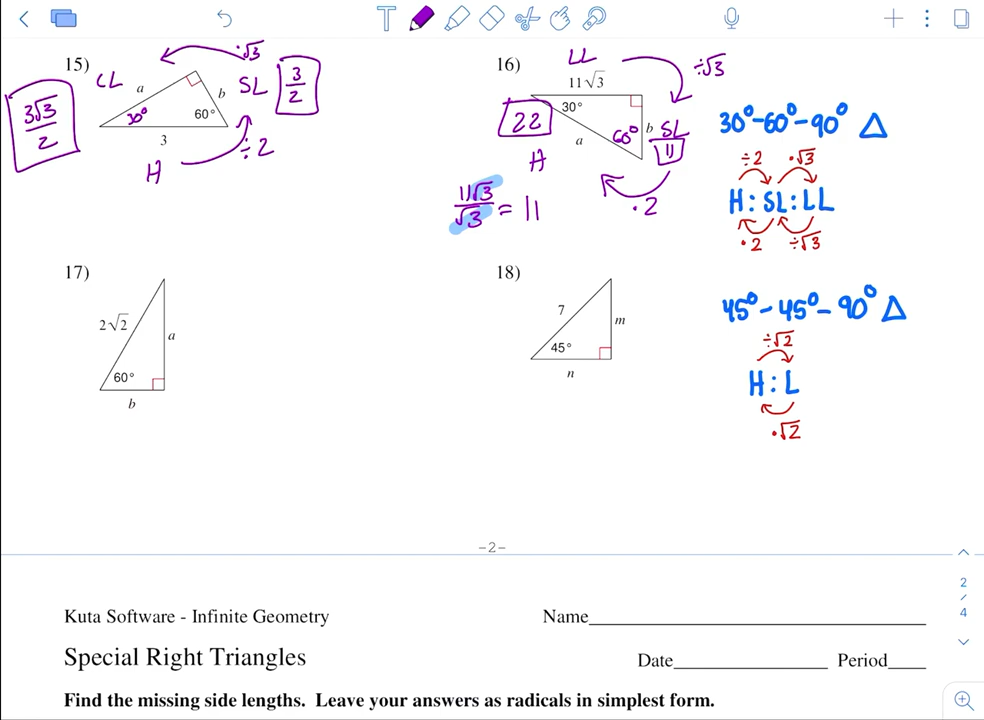 15)
·√3
CL
a
b
SL
3/2
3√3/2
30°
60°
3
÷2
H
16)
LL
÷√3
11√3
30°
22
60°
b
SL
11
a
H
·2
11√3/√3 = 11
30°-60°-90° △
÷2 ·√3
H : SL : LL
·2 ÷√3
17)
2√2
a
60°
b
18)
7
m
45°
n
45°-45°-90° △
÷√2
H : L
·√2
-2-
2
/
4
Kuta Software - Infinite Geometry
Name
Special Right Triangles
Date Period
Find the missing side lengths. Leave your answers as radicals in simplest form.